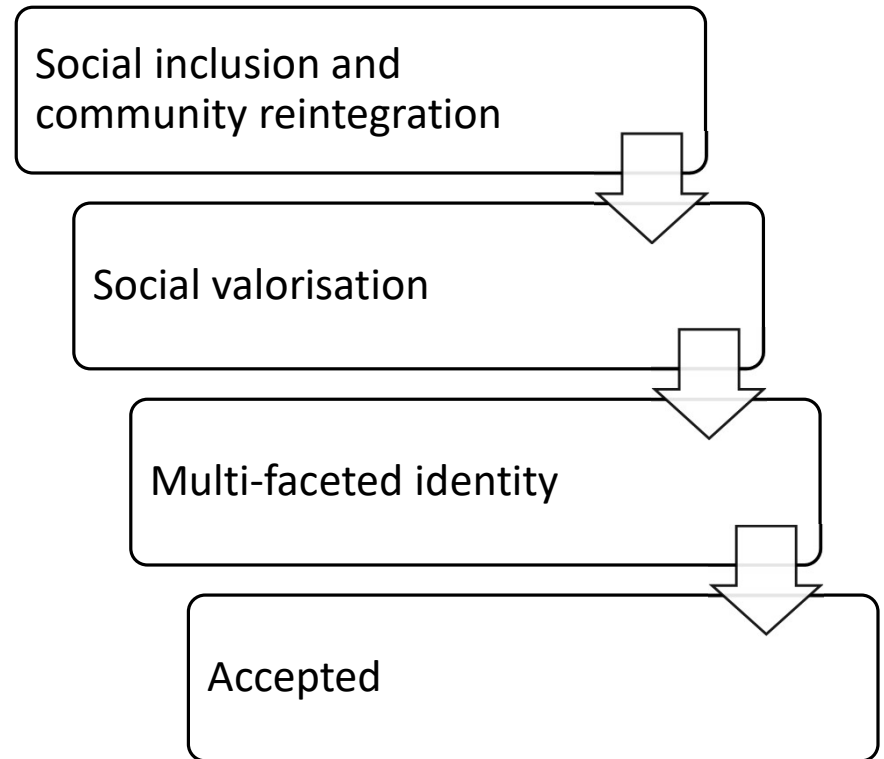 Social inclusion and
community reintegration
Social valorisation
Multi-faceted identity
Accepted